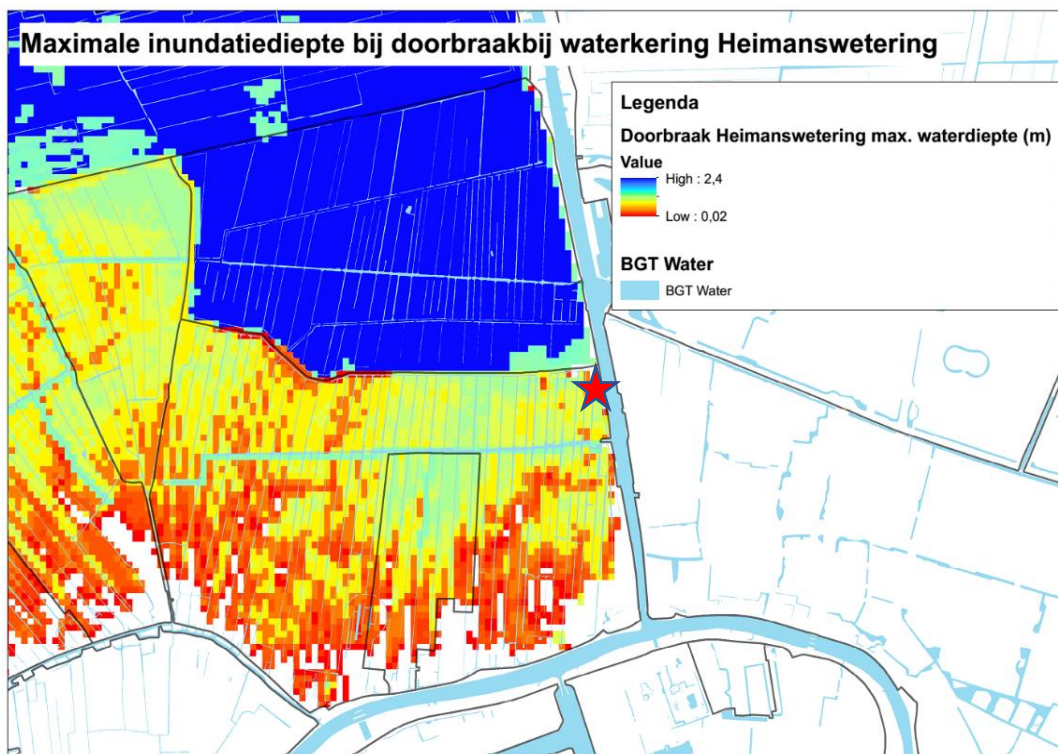 Maximale inundatiediepte bij doorbraakbij waterkering Heimanswetering
Legenda
Doorbraak Heimanswetering max. waterdiepte (m)
Value
High : 2,4
Low : 0,02
BGT Water
BGT Water